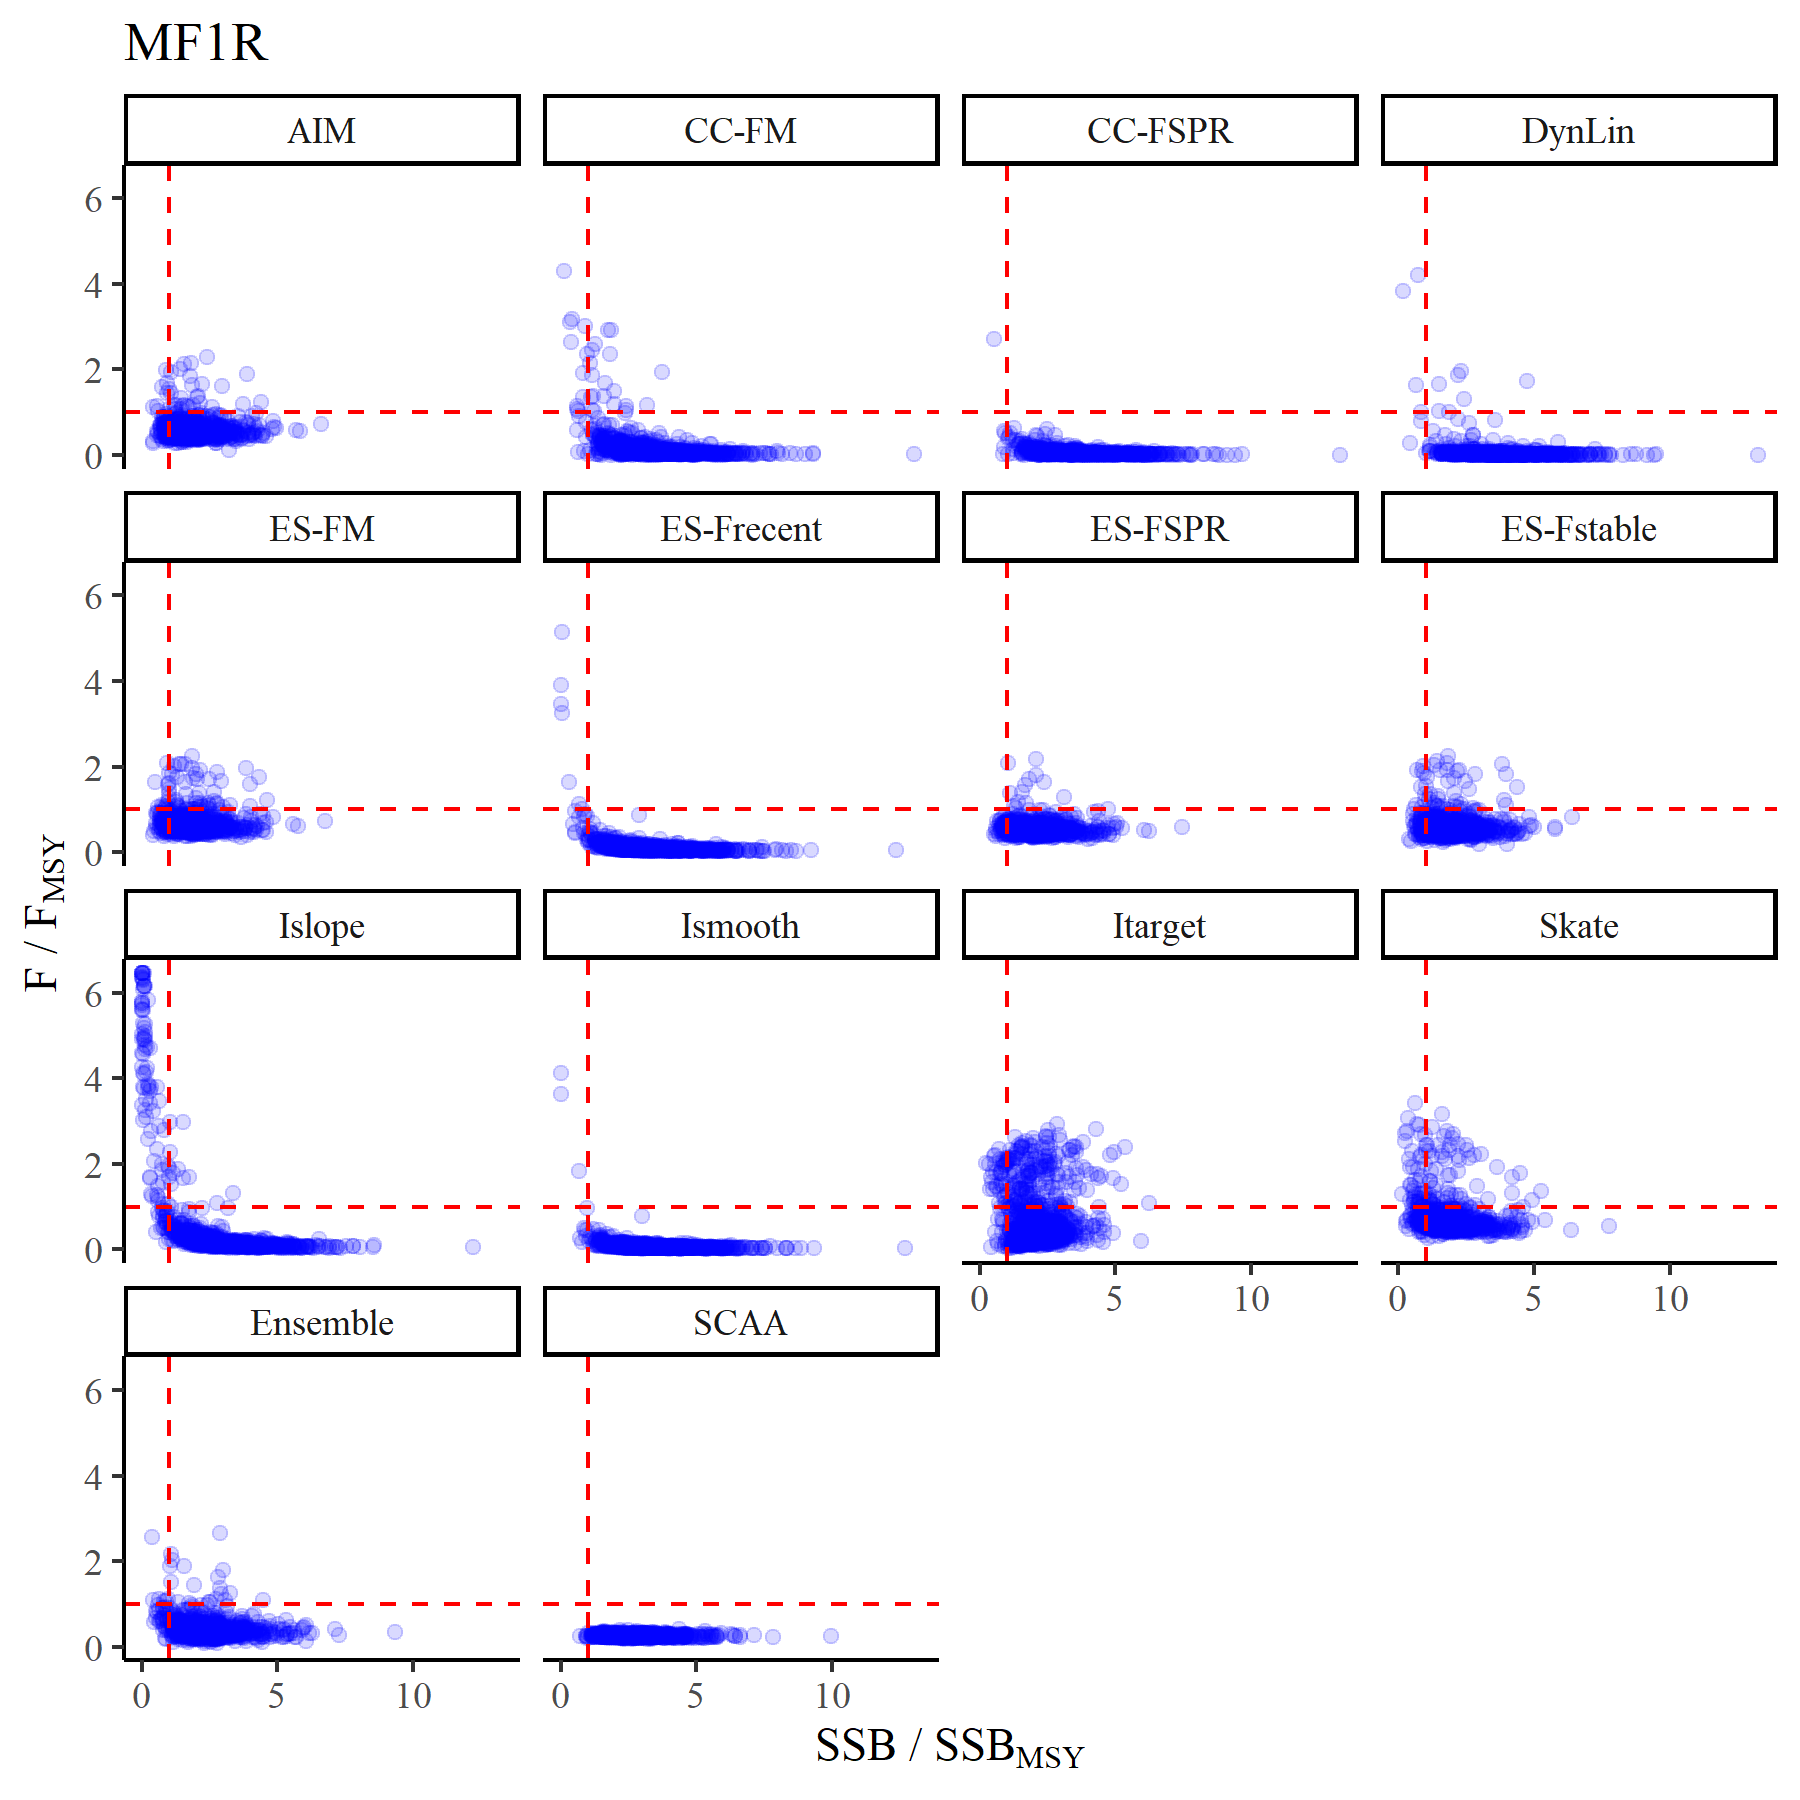 MF1R
AIM CC-FM CC-FSPR DynLin
6
4
2
0
ES-FM ES-Frecent ES-FSPR ES-Fstable
6
4
2
0
Islope Ismooth Itarget Skate
6
4
2
0
0 5 10 0 5 10
Ensemble SCAA
6
4
2
0
0 5 10 0 5 10
F / FMSY
SSB / SSBMSY